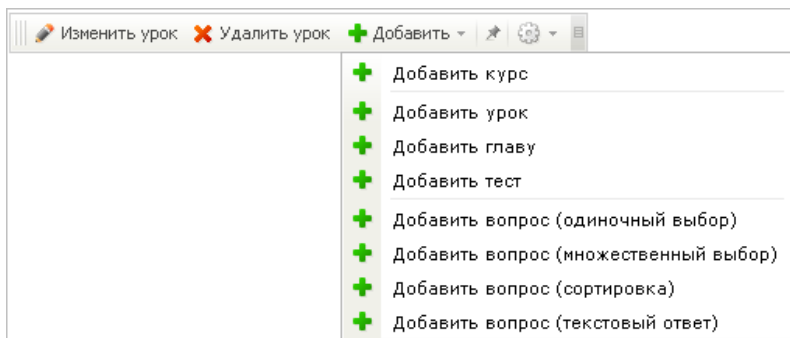 Изменить урок Удалить урок Добавить
Добавить курс
Добавить урок
Добавить главу
Добавить тест
Добавить вопрос (одиночный выбор)
Добавить вопрос (множественный выбор)
Добавить вопрос (сортировка)
Добавить вопрос (текстовый ответ)